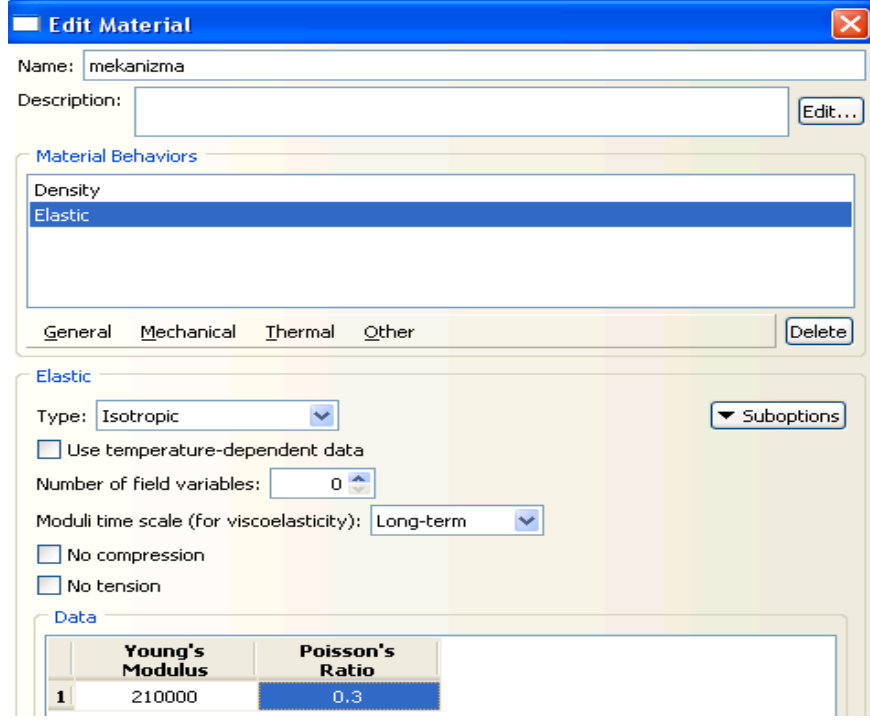 Edit Material
Name: mekanizma
Description:
Edit...
Material Behaviors
Density
Elastic
General Mechanical Thermal Other Delete
Elastic
Type: Isotropic Suboptions
Use temperature-dependent data
Number of field variables: 0
Moduli time scale (for viscoelasticity): Long-term
No compression
No tension
Data
Young's Poisson's
Modulus Ratio
1 210000 0.3